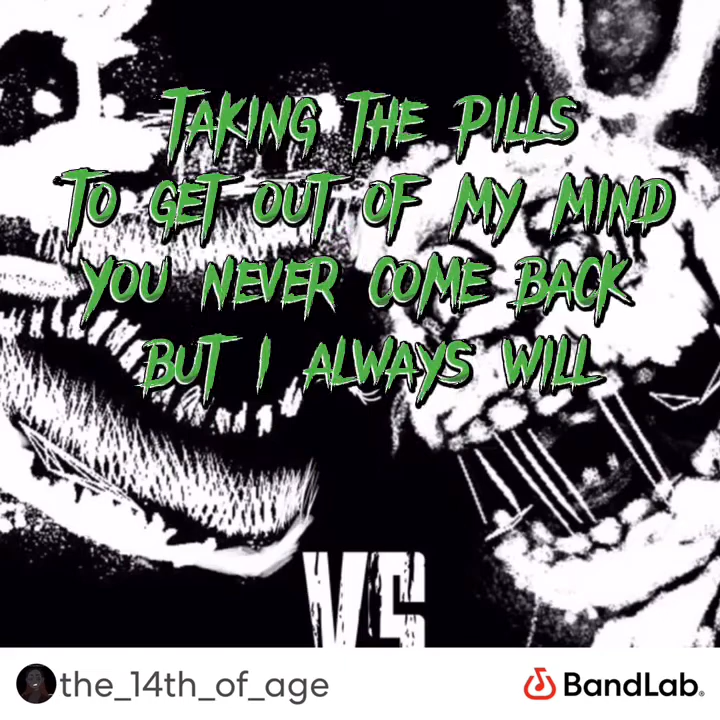 TAKING THE PILLS
TO GET OUT OF MY MIND
YOU NEVER COME BACK
BUT I ALWAYS WILL
VS
the_14th_of_age
BandLab®